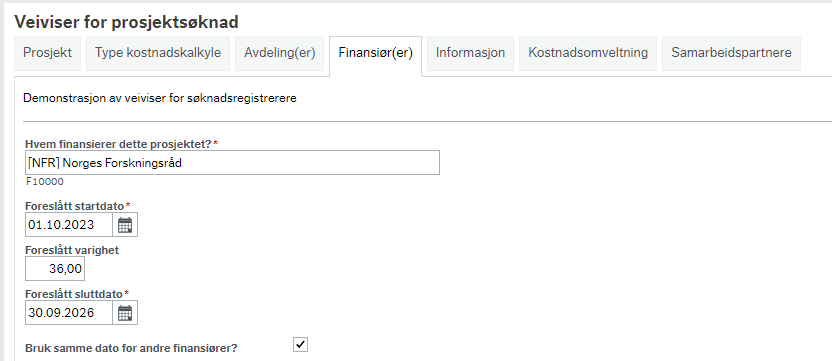 Veiviser for prosjektsøknad
Prosjekt Type kostnadskalkyle Avdeling(er) Finansiør(er) Informasjon Kostnadsomveltning Samarbeidspartnere
Demonstrasjon av veiviser for søknadsregistrerere
Hvem finansierer dette prosjektet?*
[NFR] Norges Forskningsråd
F10000
Foreslått startdato*
01.10.2023
Foreslått varighet
36,00
Foreslått sluttdato*
30.09.2026
Bruk samme dato for andre finansiører?